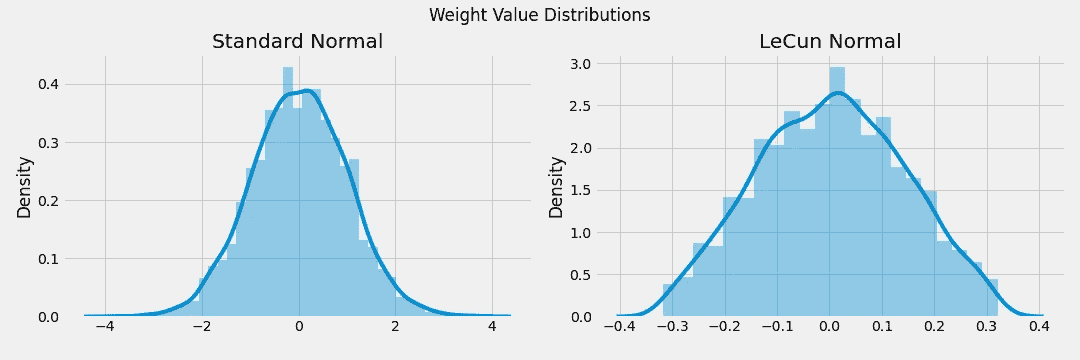 Weight Value Distributions
Standard Normal
Density
0.4
0.3
0.2
0.1
0.0
−4 −2 0 2 4
LeCun Normal
Density
3.0
2.5
2.0
1.5
1.0
0.5
0.0
−0.4 −0.3 −0.2 −0.1 0.0 0.1 0.2 0.3 0.4